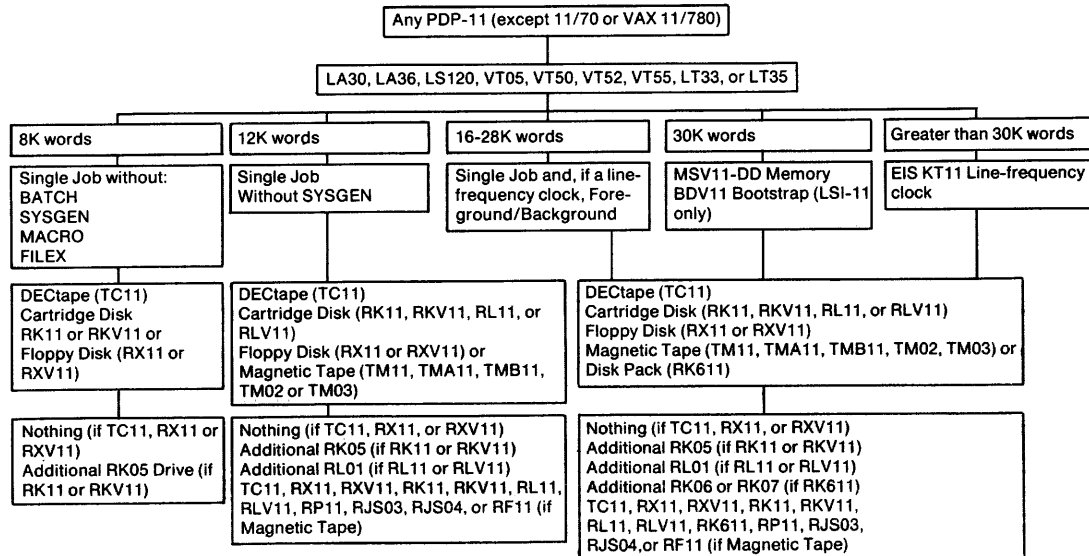 Any PDP-11 (except 11/70 or VAX 11/780)
LA30, LA36, LS120, VT05, VT50, VT52, VT55, LT33, or LT35
8K words
Single Job without:
BATCH
SYSGEN
MACRO
FILEX
12K words
Single Job
Without SYSGEN
16-28K words
Single Job and, if a line-
frequency clock, Fore-
ground/Background
30K words
MSV11-DD Memory
BDV11 Bootstrap (LSI-11
only)
Greater than 30K words
EIS KT11 Line-frequency
clock
DECtape (TC11)
Cartridge Disk
RK11 or RKV11 or
Floppy Disk (RX11 or
RXV11)
DECtape (TC11)
Cartridge Disk (RK11, RKV11, RL11, or
RLV11)
Floppy Disk (RX11 or RXV11) or
Magnetic Tape (TM11, TMA11, TMB11,
TM02 or TM03)
DECtape (TC11)
Cartridge Disk (RK11, RKV11, RL11, or RLV11)
Floppy Disk (RX11 or RXV11)
Magnetic Tape (TM11, TMA11, TMB11, TM02, TM03) or
Disk Pack (RK611)
Nothing (if TC11, RX11 or
RXV11)
Additional RK05 Drive (if
RK11 or RKV11)
Nothing (if TC11, RX11, or RXV11)
Additional RK05 (if RK11 or RKV11)
Additional RL01 (if RL11 or RLV11)
TC11, RX11, RXV11, RK11, RKV11, RL11,
RLV11, RP11, RJS03, RJS04, or RF11 (if
Magnetic Tape)
Nothing (if TC11, RX11, or RXV11)
Additional RK05 (if RK11 or RKV11)
Additional RL01 (if RL11 or RLV11)
Additional RK06 or RK07 (if RK611)
TC11, RX11, RXV11, RK11, RKV11,
RL11, RLV11, RK611, RP11, RJS03,
RJS04,or RF11 (if Magnetic Tape)